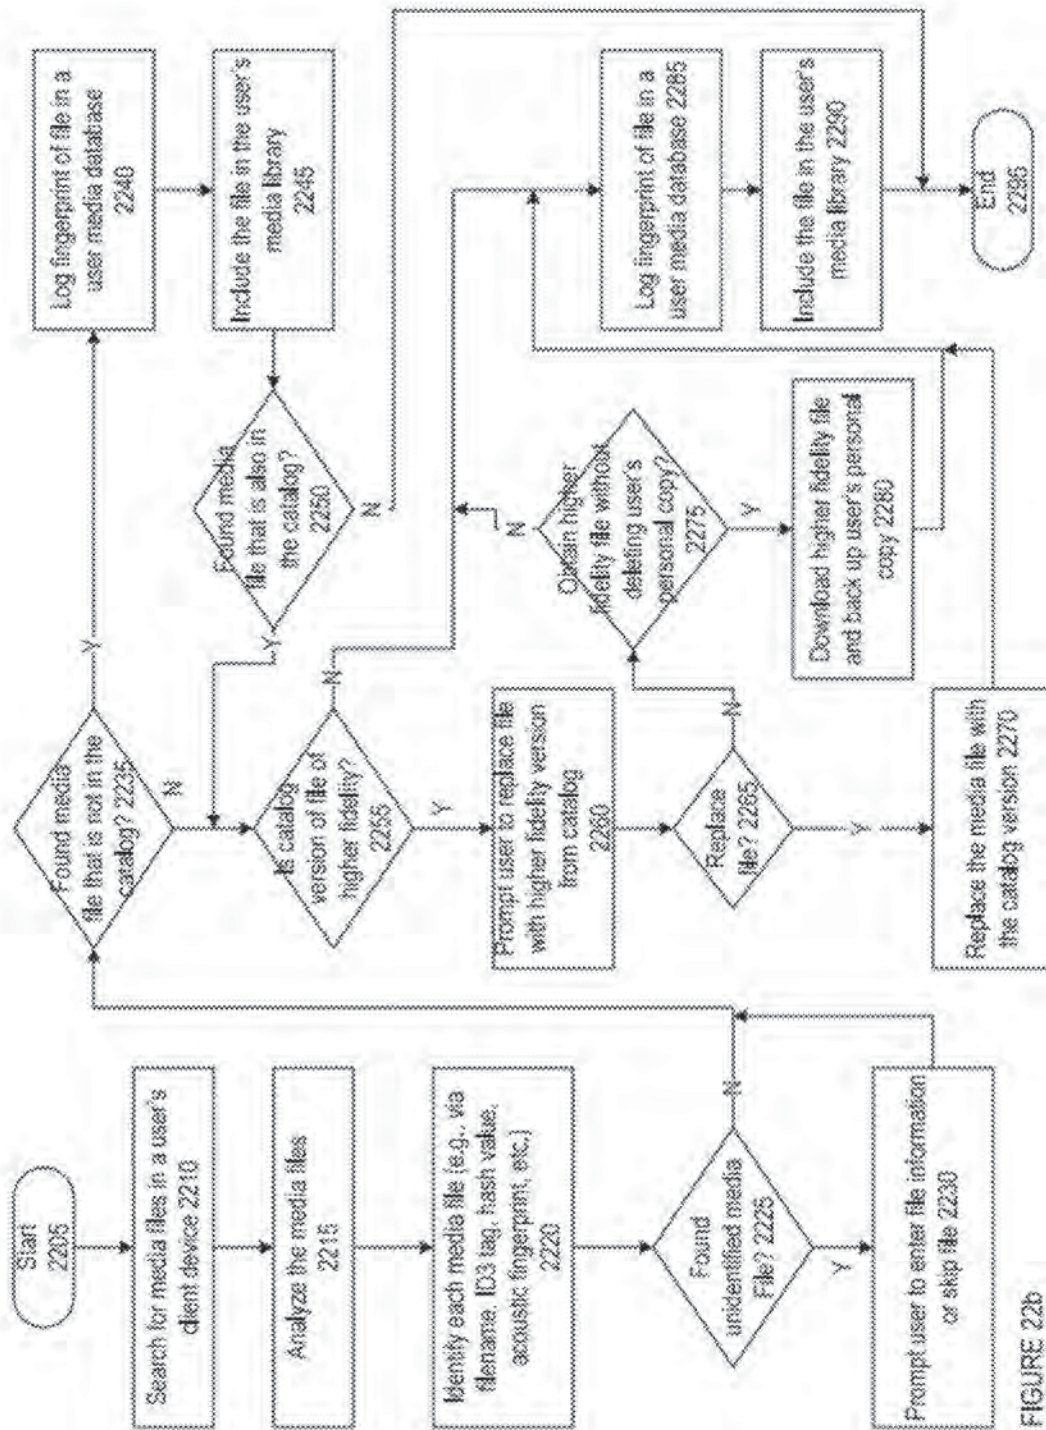 Start
2205
Search for media files in a user's
client device 2210
Analyze the media files
2215
Identify each media file (e.g., via
filename, ID3 tag, hash value,
acoustic fingerprint, etc.)
2220
Found
unidentified media
File? 2225
N
Y
Prompt user to enter file information
or skip file 2230
Found media
file that is not in the
catalog? 2235
Y
N
Log fingerprint of file in a
user media database
2240
Include the file in the user's
media library
2245
Found media
file that is also in
the catalog?
2250
Y
N
Is catalog
version of file of
higher fidelity?
2255
N
Y
Prompt user to replace file
with higher fidelity version
from catalog
2260
Replace
file? 2265
N
Y
Replace the media file with
the catalog version 2270
Obtain higher
fidelity file without
deleting user's
personal copy?
2275
N
Y
Download higher fidelity file
and back up user's personal
copy 2280
Log fingerprint of file in a
user media database 2285
Include the file in the user's
media library 2290
End
2295
FIGURE 22b